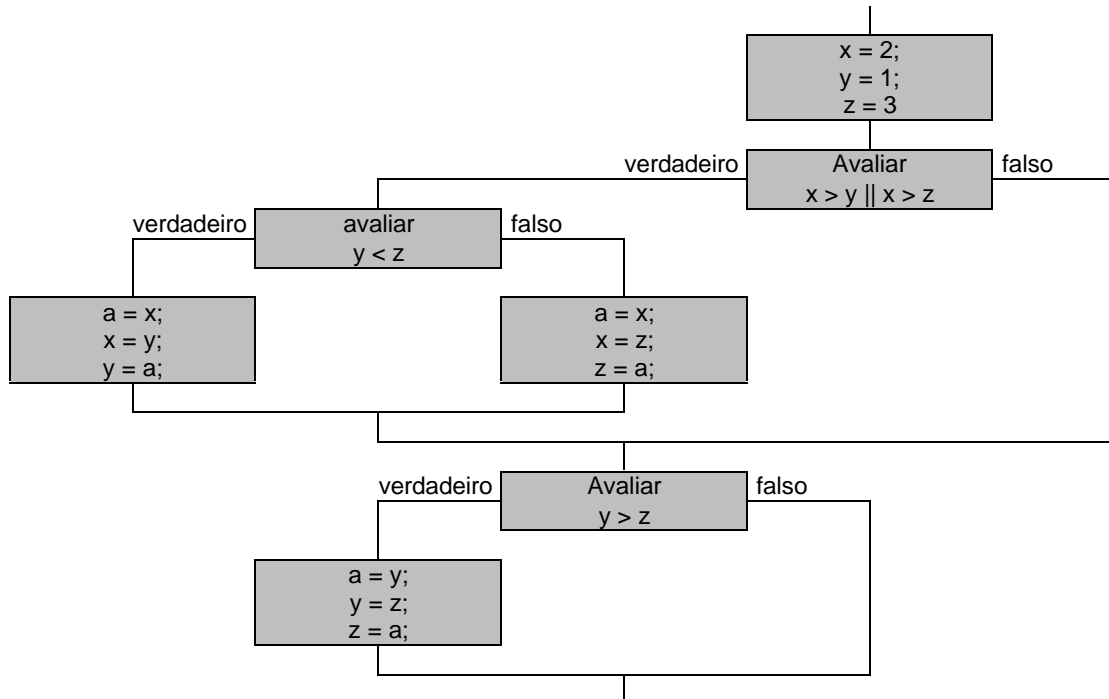 x = 2;
y = 1;
z = 3
verdadeiro
Avaliar
x > y || x > z
falso
verdadeiro
avaliar
y < z
falso
a = x;
x = y;
y = a;
a = x;
x = z;
z = a;
verdadeiro
Avaliar
y > z
falso
a = y;
y = z;
z = a;